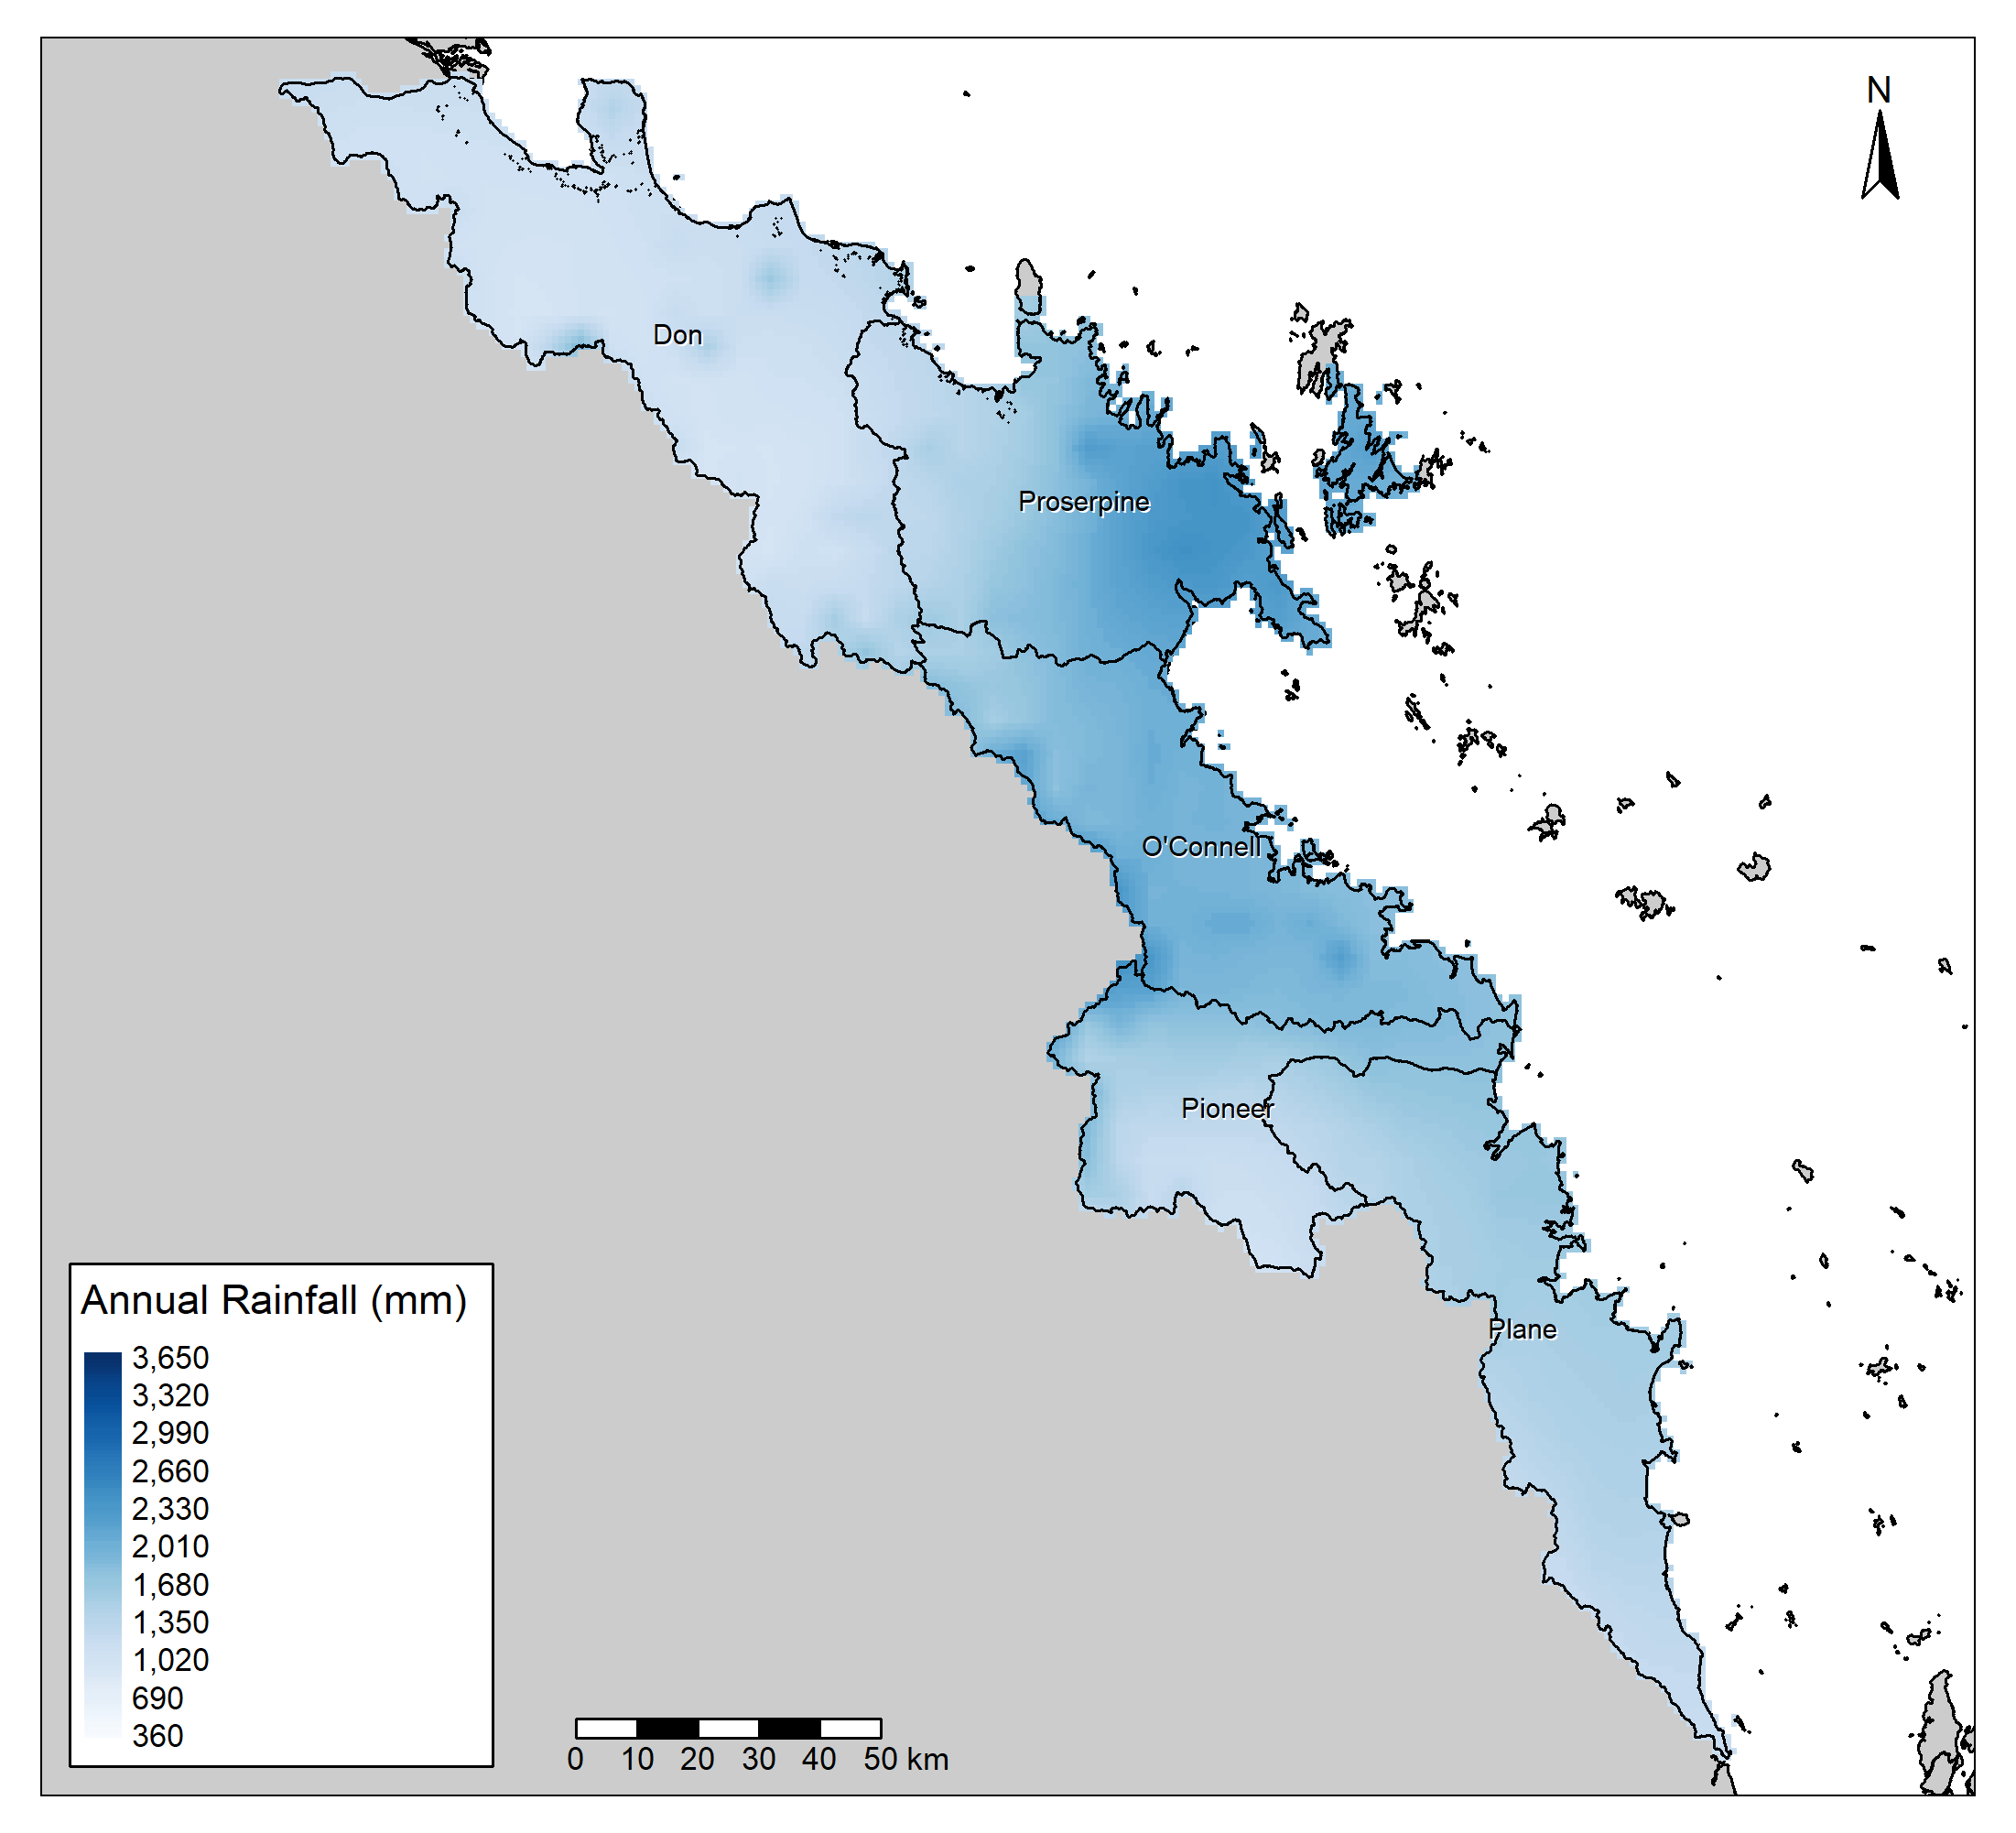 N
Don
Proserpine
O'Connell
Pioneer
Plane
Annual Rainfall (mm)
3,650
3,320
2,990
2,660
2,330
2,010
1,680
1,350
1,020
690
360
0 10 20 30 40 50 km